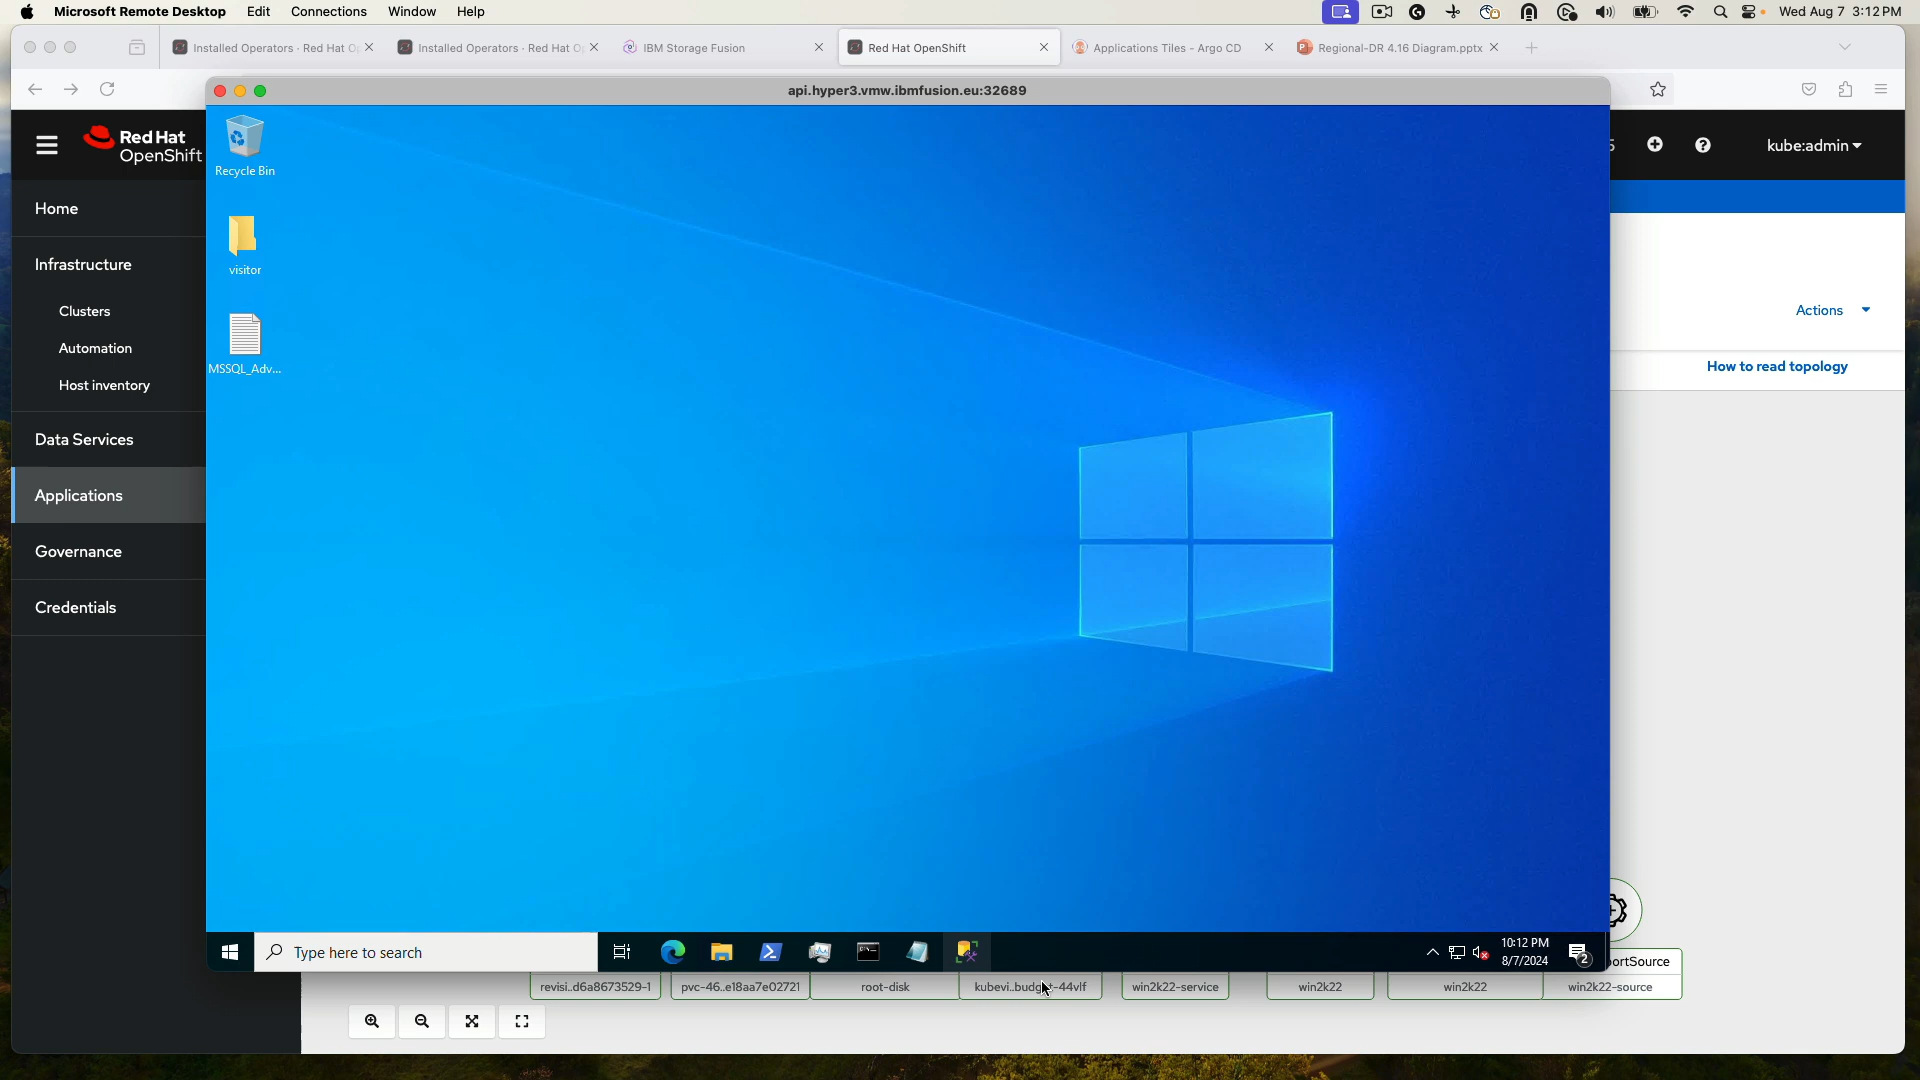 Microsoft Remote Desktop Edit Connections Window Help
Wed Aug 7 3:12 PM
Installed Operators · Red Hat O
Installed Operators · Red Hat O
IBM Storage Fusion
Red Hat OpenShift
Applications Tiles - Argo CD
Regional-DR 4.16 Diagram.pptx
api.hyper3.vmw.ibmfusion.eu:32689
Red Hat
OpenShift
kube:admin
Recycle Bin
visitor
MSSQL_Adv...
Home
Infrastructure
Clusters
Automation
Host inventory
Data Services
Applications
Governance
Credentials
Actions
How to read topology
Type here to search
10:12 PM
8/7/2024
2
ortSource
revisi..d6a8673529-1
pvc-46..e18aa7e02721
root-disk
win2k22-service
win2k22
win2k22
win2k22-source